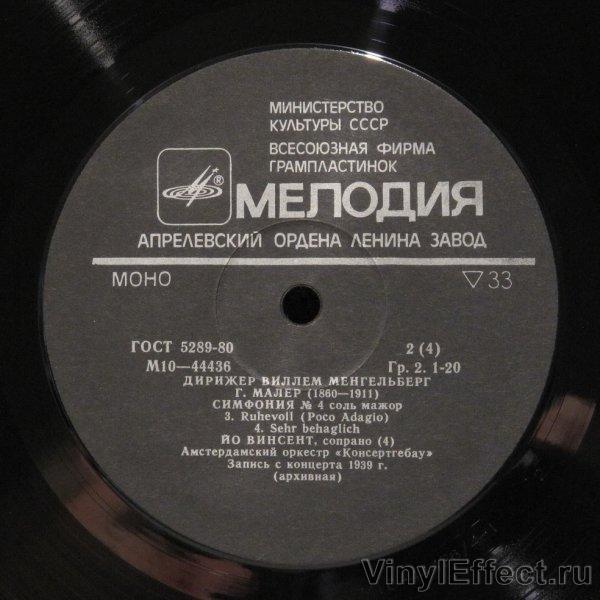 МИНИСТЕРСТВО
КУЛЬТУРЫ СССР
ВСЕСОЮЗНАЯ ФИРМА
ГРАМПЛАСТИНОК
®
МЕЛОДИЯ
АПРЕЛЕВСКИЙ ОРДЕНА ЛЕНИНА ЗАВОД
МОНО ▽33
ГОСТ 5289-80 2 (4)
М10—44436 Гр. 2. 1-20
ДИРИЖЕР ВИЛЛЕМ МЕНГЕЛЬБЕРГ
Г. МАЛЕР (1860—1911)
СИМФОНИЯ № 4 соль мажор
3. Ruhevoll (Poco Adagio)
4. Sehr behaglich
ЙО ВИНСЕНТ, сопрано (4)
Амстердамский оркестр «Консертгебау»
Запись с концерта 1939 г.
(архивная)
VinylEffect.ru